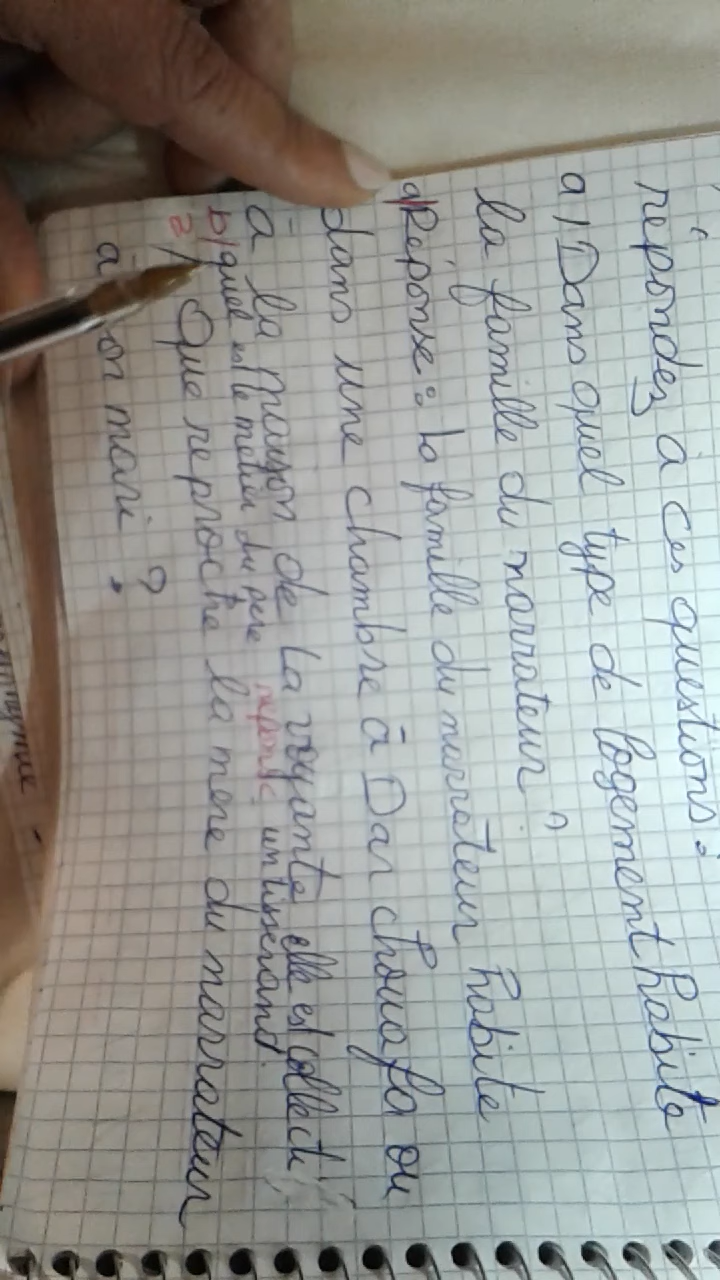 répondez à ces questions :
a/ Dans quel type de logement habite
la famille du narrateur ?
a/ Réponse : la famille du narrateur habite
dans une chambre à Dar chouafa ou
à la maison de la voyante elle est collecti
b/ quel est le metier du père réponse : un tisserand.
2/ Que reproche la mère du narrateur
à son mari ?